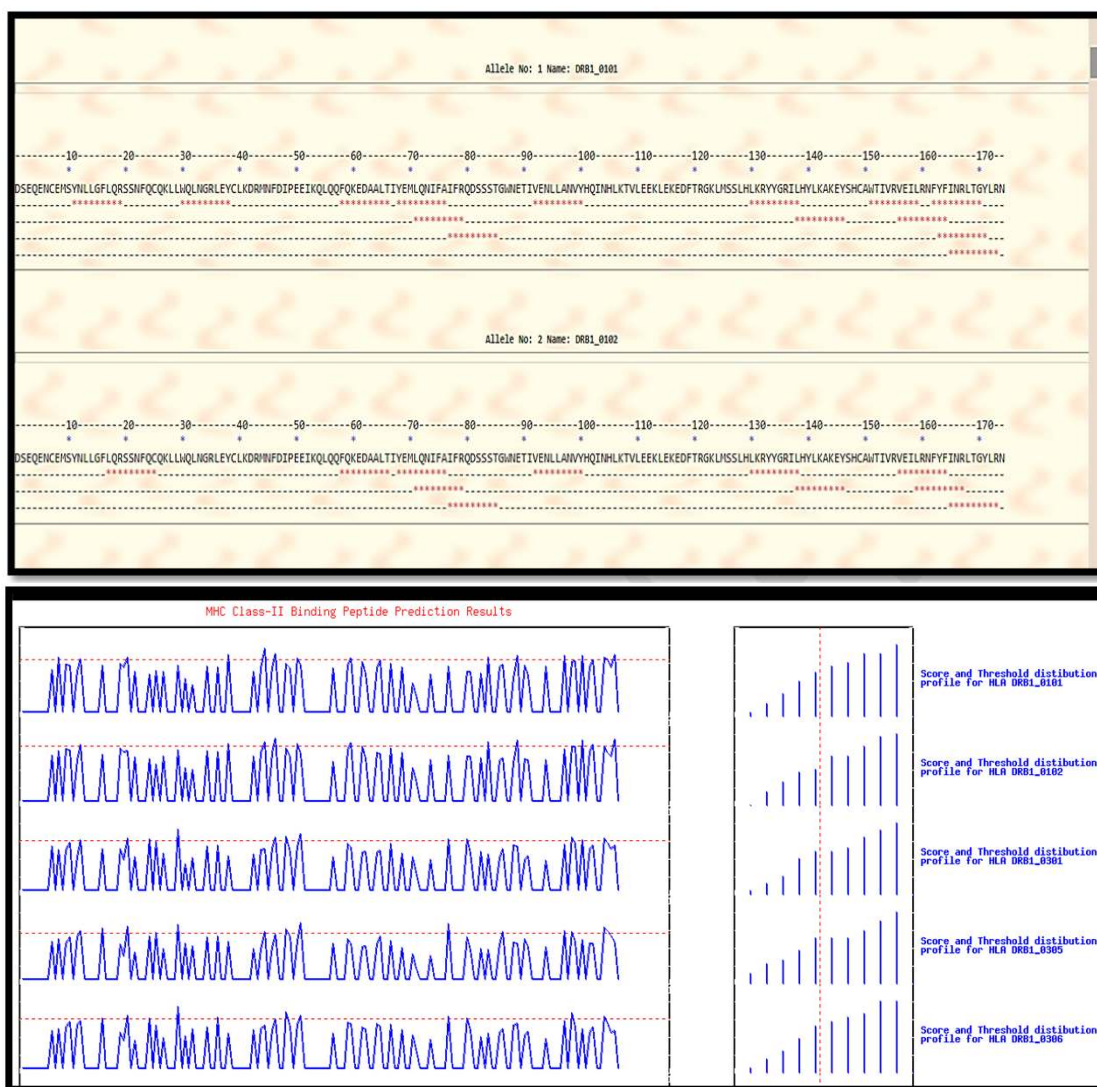 Allele No: 1 Name: DRB1_0101
---------10--------20--------30--------40--------50--------60--------70--------80--------90--------100-------110-------120-------130-------140-------150-------160-------170--
DSEQENCEMSYNLLGFLQRSSNFQCQKLLWQLNGRLEYCLKDRMNFDIPEEIKQLQQFQKEDAALTIYEMLQNIFAIFRQDSSSTGWNETIVENLLANVYHQINHLKTVLEEKLEKEDFTRGKLMSSLHLKRYYGRILHYLKAKEYSHCAWTIVRVEILRNFYFINRLTGYLRN
Allele No: 2 Name: DRB1_0102
---------10--------20--------30--------40--------50--------60--------70--------80--------90--------100-------110-------120-------130-------140-------150-------160-------170--
DSEQENCEMSYNLLGFLQRSSNFQCQKLLWQLNGRLEYCLKDRMNFDIPEEIKQLQQFQKEDAALTIYEMLQNIFAIFRQDSSSTGWNETIVENLLANVYHQINHLKTVLEEKLEKEDFTRGKLMSSLHLKRYYGRILHYLKAKEYSHCAWTIVRVEILRNFYFINRLTGYLRN
MHC Class-II Binding Peptide Prediction Results
Score and Threshold distibution
profile for HLA DRB1_0101
Score and Threshold distibution
profile for HLA DRB1_0102
Score and Threshold distibution
profile for HLA DRB1_0301
Score and Threshold distibution
profile for HLA DRB1_0305
Score and Threshold distibution
profile for HLA DRB1_0306